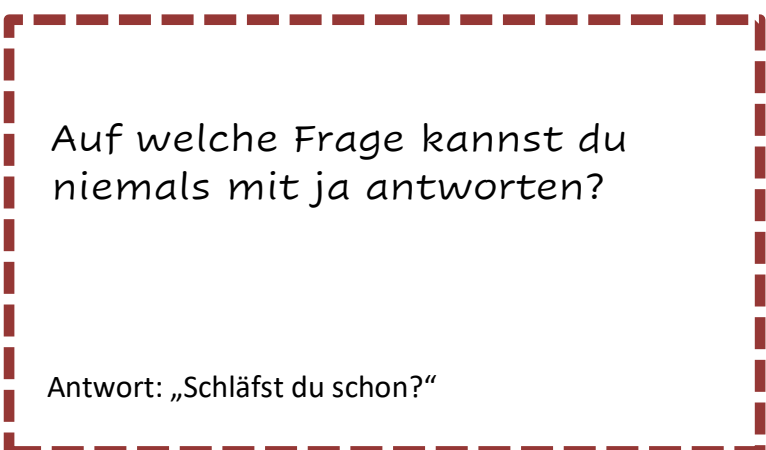 Auf welche Frage kannst du
niemals mit ja antworten?
Antwort: „Schläfst du schon?“